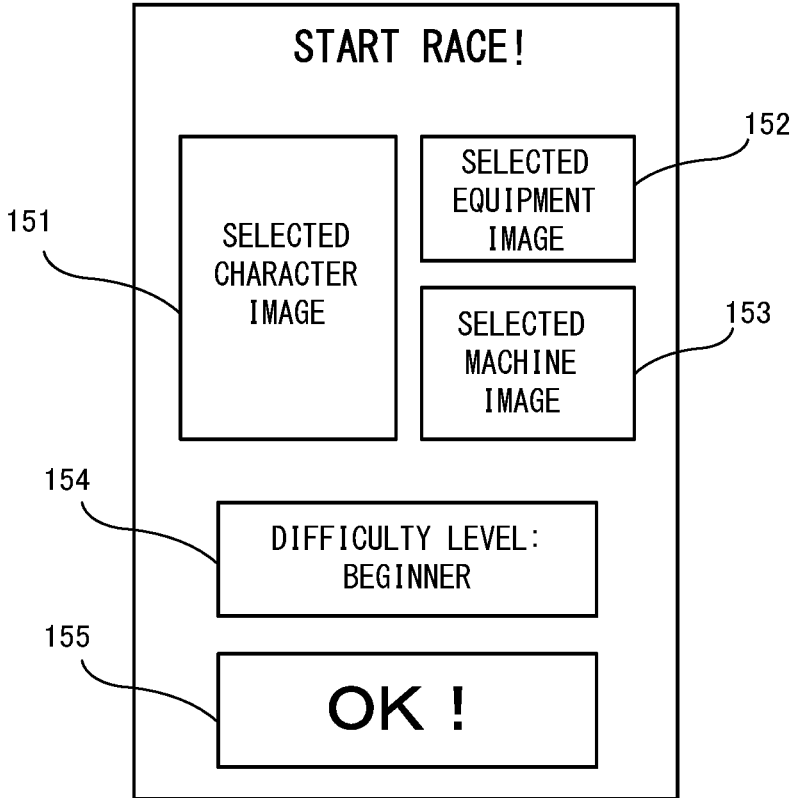 START RACE!
152
SELECTED
EQUIPMENT
IMAGE
151
SELECTED
CHARACTER
IMAGE
153
SELECTED
MACHINE
IMAGE
154
DIFFICULTY LEVEL:
BEGINNER
155
OK !